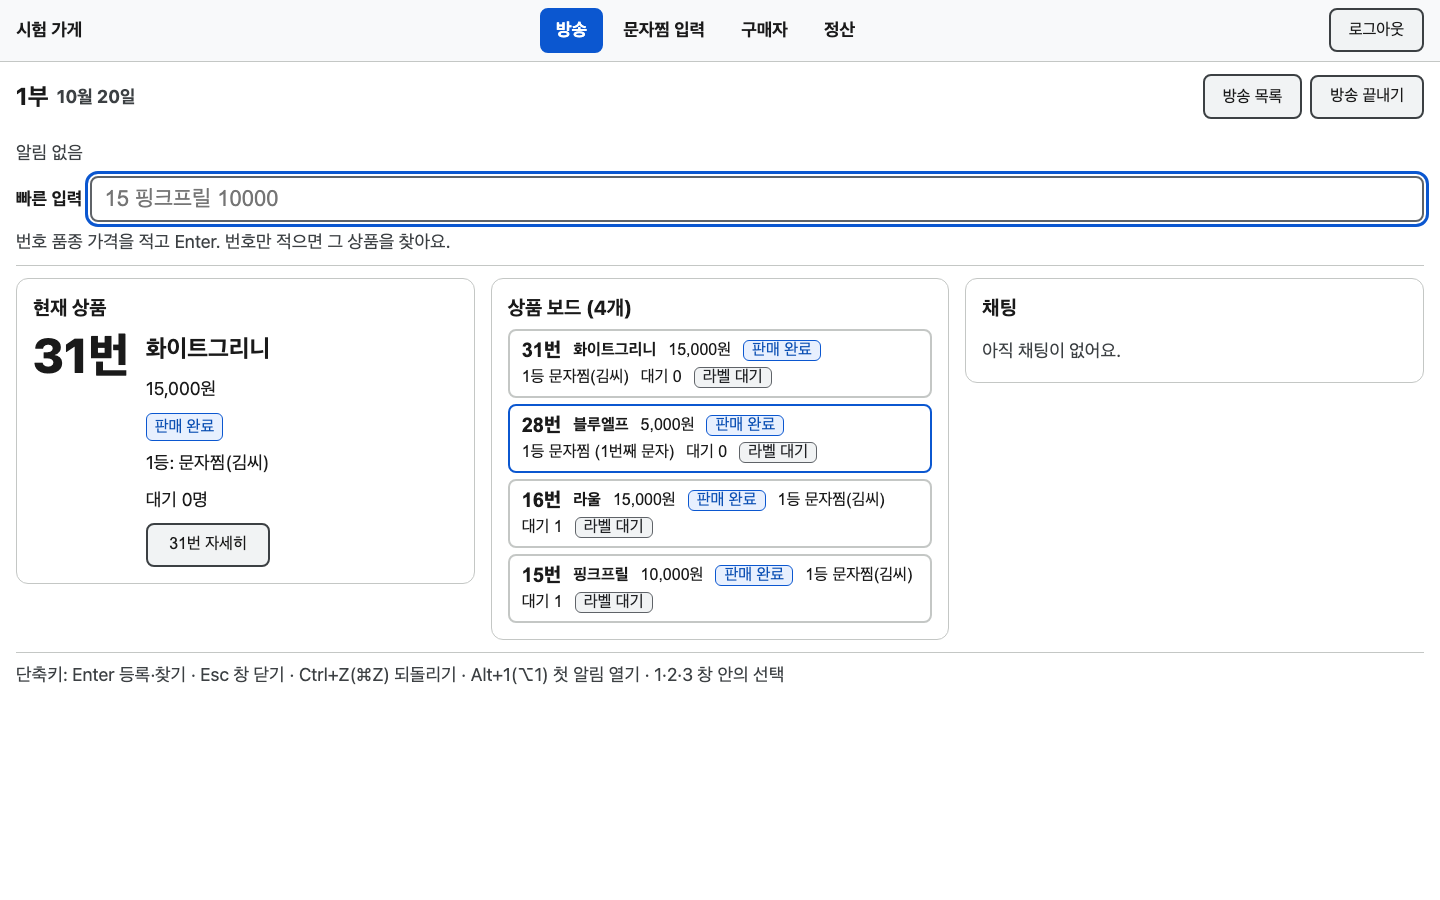 시험 가게
방송 문자찜 입력 구매자 정산
로그아웃
1부 10월 20일
방송 목록 방송 끝내기
알림 없음
빠른 입력 15 핑크프릴 10000
번호 품종 가격을 적고 Enter. 번호만 적으면 그 상품을 찾아요.
현재 상품
31번 화이트그리니
15,000원
판매 완료
1등: 문자찜(김씨)
대기 0명
31번 자세히
상품 보드 (4개)
31번 화이트그리니 15,000원 판매 완료
1등 문자찜(김씨) 대기 0 라벨 대기
28번 블루엘프 5,000원 판매 완료
1등 문자찜 (1번째 문자) 대기 0 라벨 대기
16번 라울 15,000원 판매 완료 1등 문자찜(김씨)
대기 1 라벨 대기
15번 핑크프릴 10,000원 판매 완료 1등 문자찜(김씨)
대기 1 라벨 대기
채팅
아직 채팅이 없어요.
단축키: Enter 등록·찾기 · Esc 창 닫기 · Ctrl+Z(⌘Z) 되돌리기 · Alt+1(⌥1) 첫 알림 열기 · 1·2·3 창 안의 선택